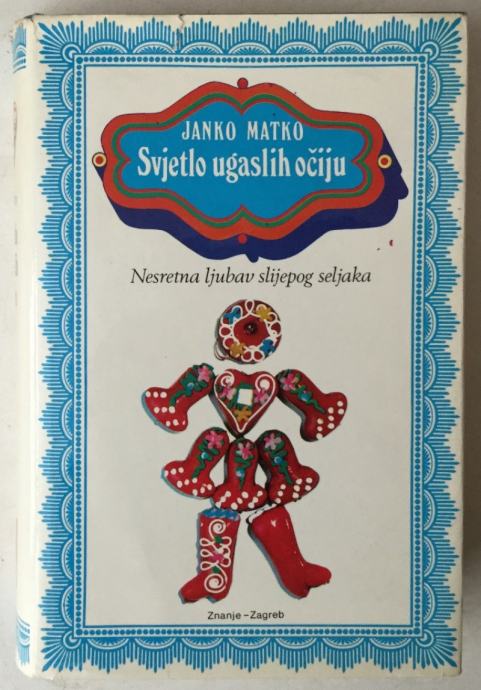 JANKO MATKO
Svjetlo ugaslih očiju
Nesretna ljubav slijepog seljaka
Znanje - Zagreb